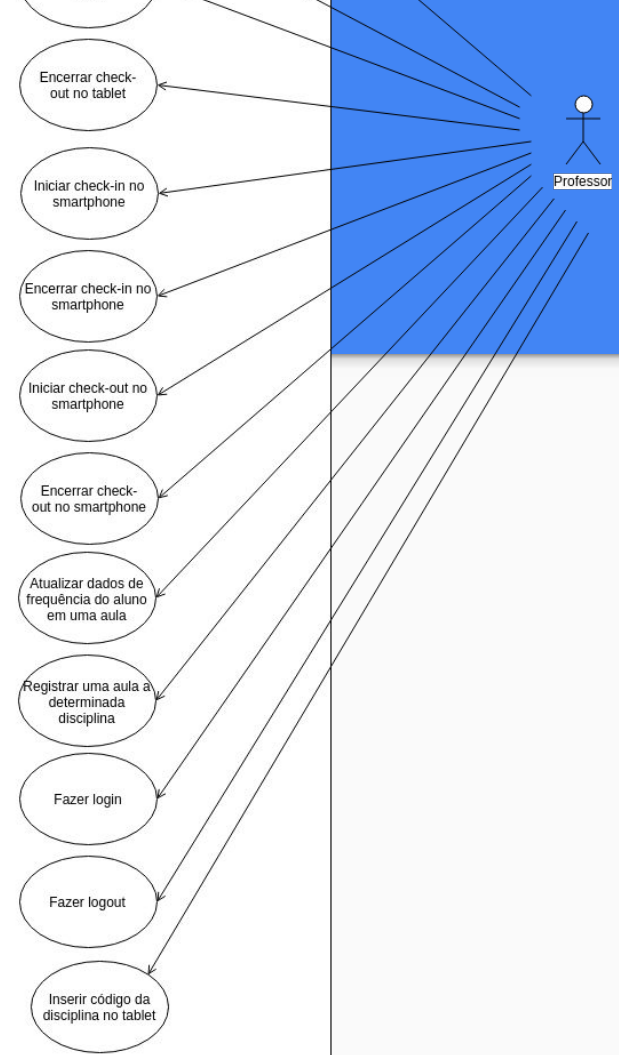 Encerrar check-
out no tablet
Professor
Iniciar check-in no
smartphone
Encerrar check-in no
smartphone
Iniciar check-out no
smartphone
Encerrar check-
out no smartphone
Atualizar dados de
frequência do aluno
em uma aula
Registrar uma aula a
determinada
disciplina
Fazer login
Fazer logout
Inserir código da
disciplina no tablet